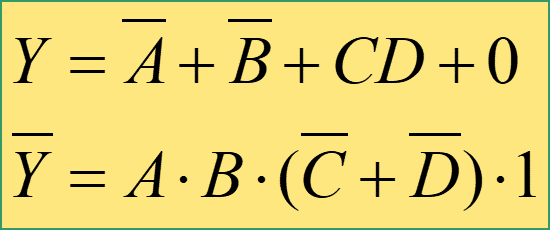 Y = A̅ + B̅ + CD + 0
Y̅ = A · B · (C̅ + D̅) · 1